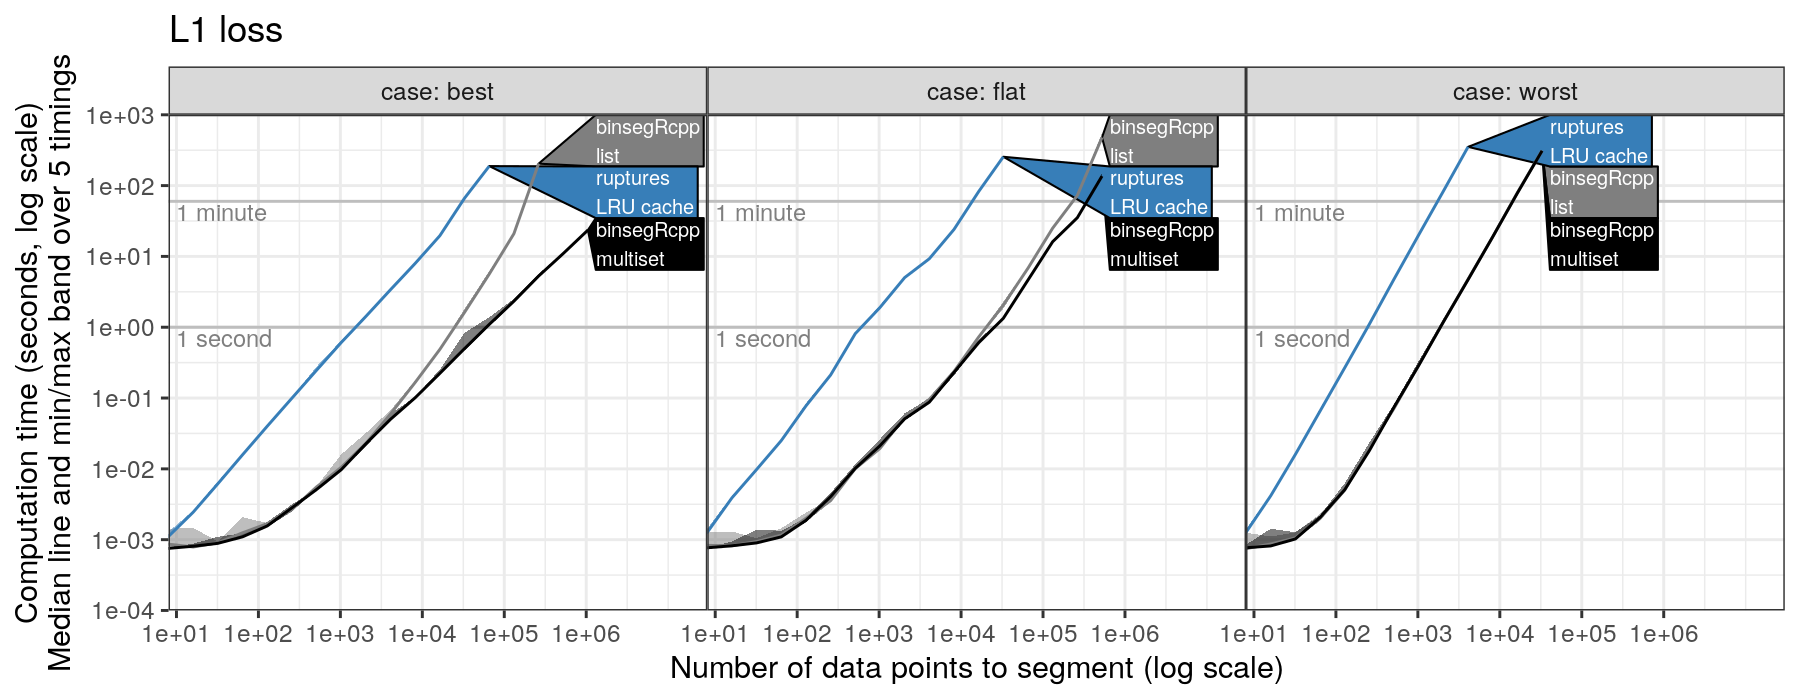 L1 loss
Computation time (seconds, log scale)
Median line and min/max band over 5 timings
case: best
case: flat
case: worst
1e+03
1e+02
1e+01
1e+00
1e-01
1e-02
1e-03
1e-04
binsegRcpp
list
ruptures
LRU cache
binsegRcpp
multiset
1 minute
1 second
binsegRcpp
list
ruptures
LRU cache
binsegRcpp
multiset
1 minute
1 second
ruptures
LRU cache
binsegRcpp
list
binsegRcpp
multiset
1 minute
1 second
1e+01 1e+02 1e+03 1e+04 1e+05 1e+06
1e+01 1e+02 1e+03 1e+04 1e+05 1e+06
1e+01 1e+02 1e+03 1e+04 1e+05 1e+06
Number of data points to segment (log scale)